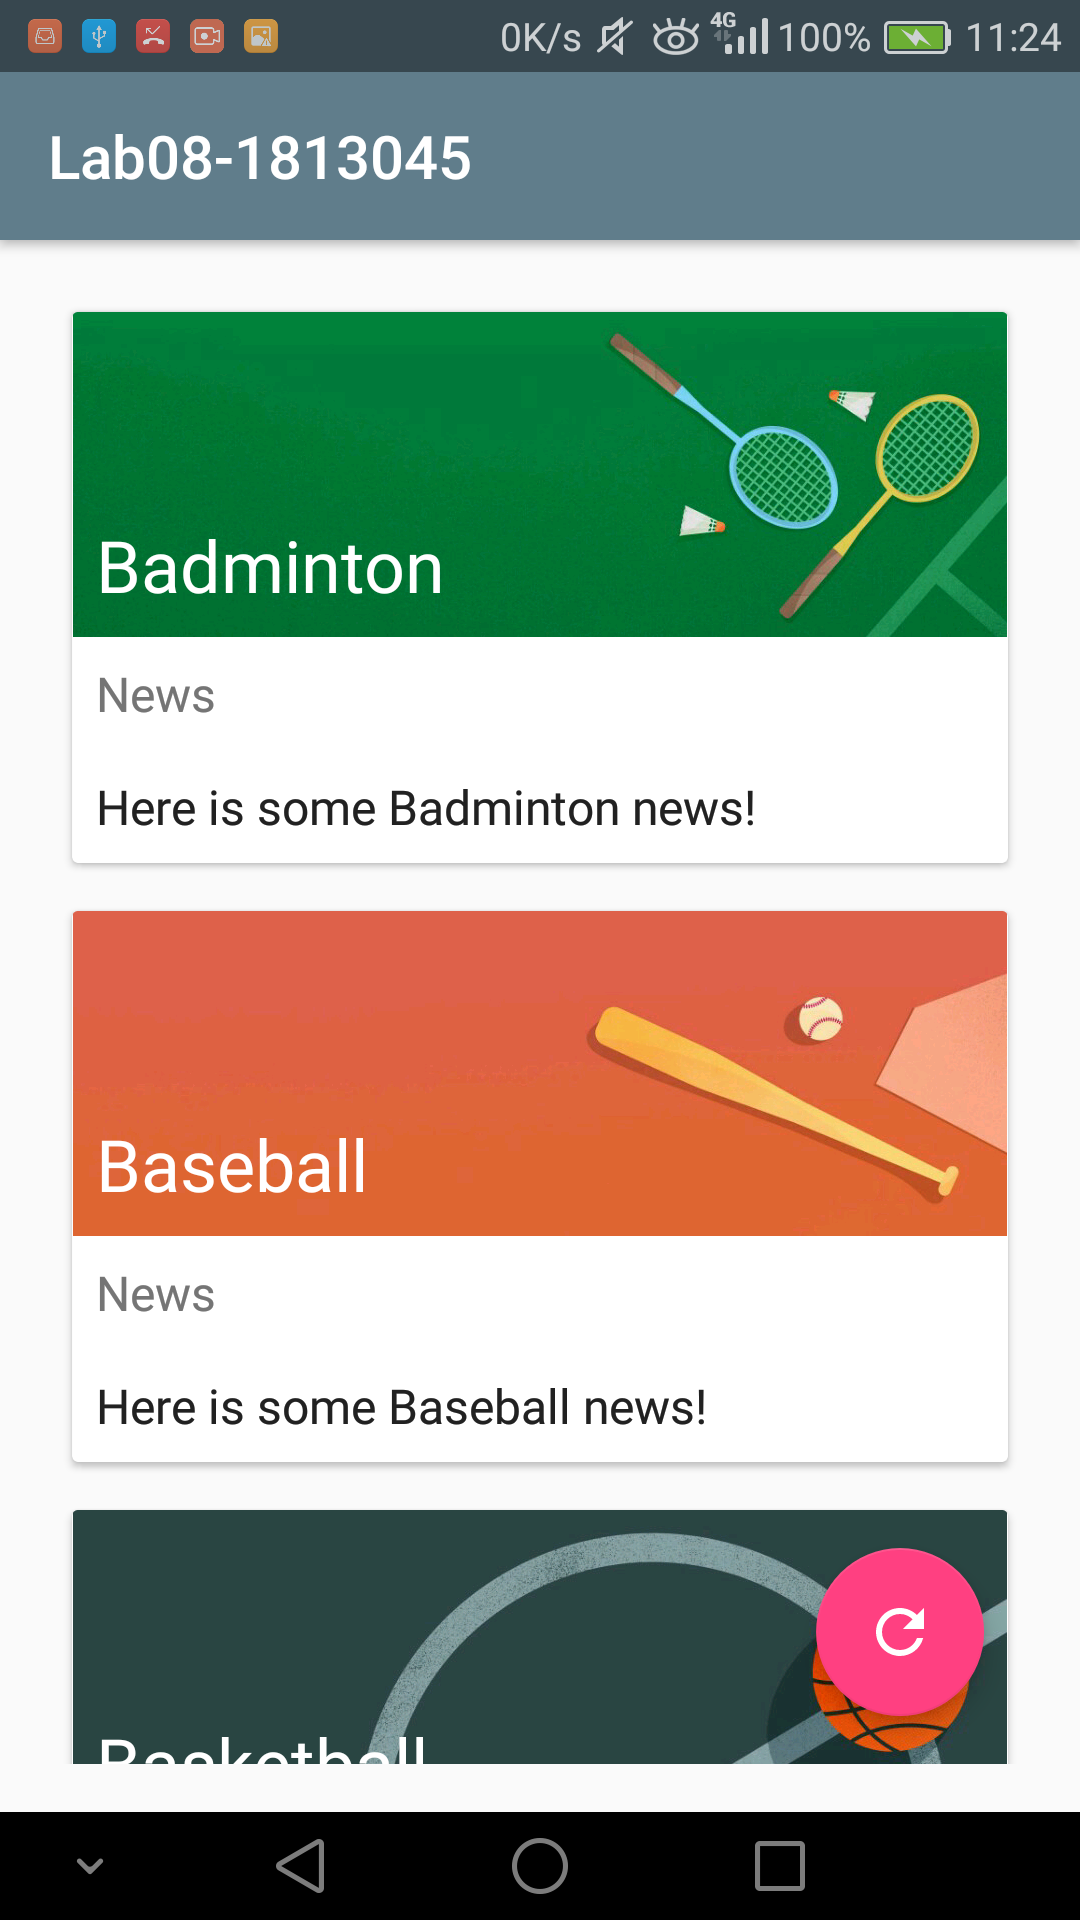 0K/s 4G 100% 11:24
Lab08-1813045
Badminton
News
Here is some Badminton news!
Baseball
News
Here is some Baseball news!
Basketball